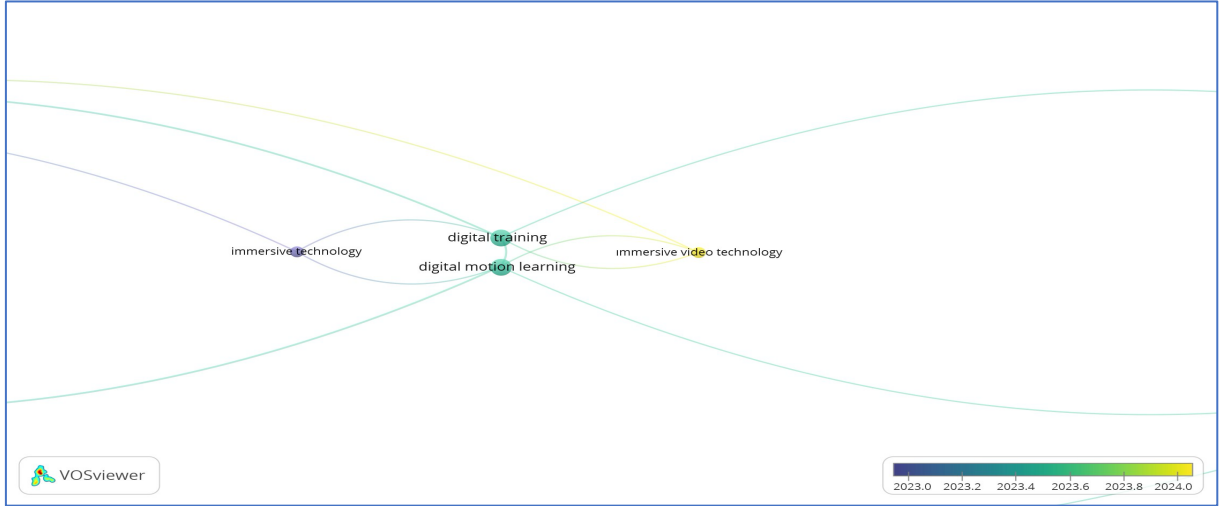 digital training
immersive technology
immersive video technology
digital motion learning
VOSviewer
2023.0 2023.2 2023.4 2023.6 2023.8 2024.0